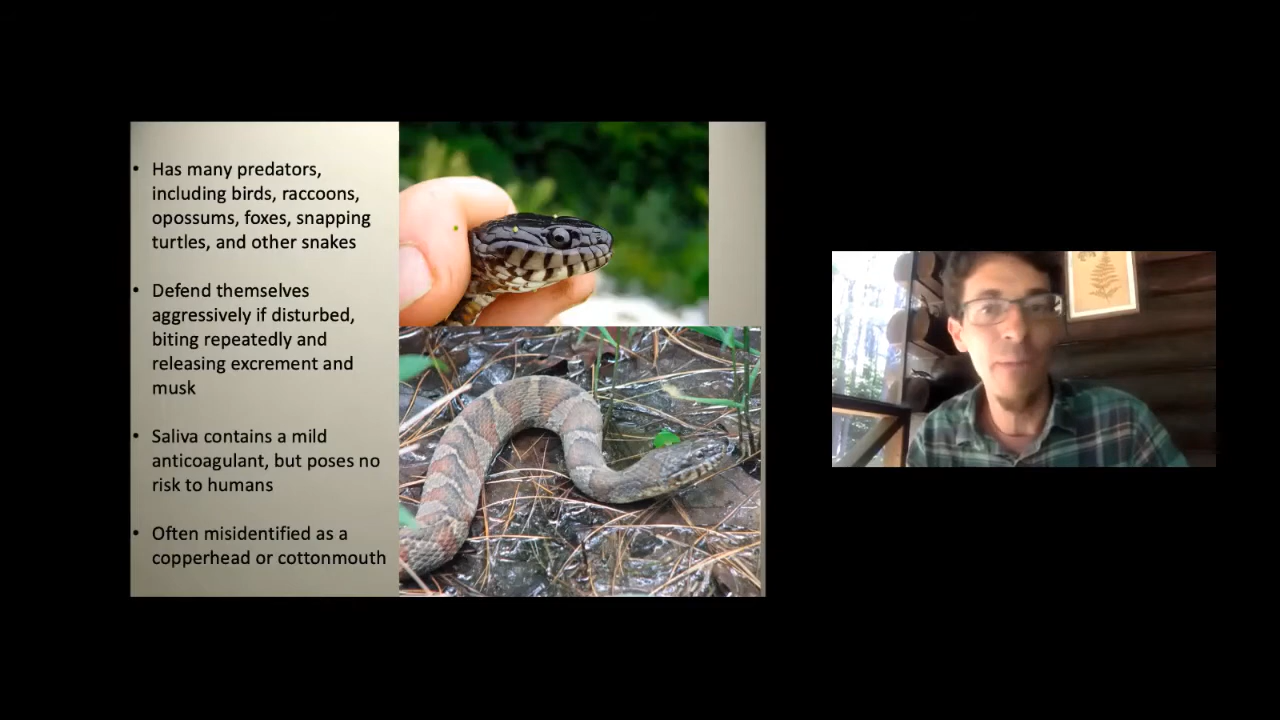 • Has many predators,
including birds, raccoons,
opossums, foxes, snapping
turtles, and other snakes
• Defend themselves
aggressively if disturbed,
biting repeatedly and
releasing excrement and
musk
• Saliva contains a mild
anticoagulant, but poses no
risk to humans
• Often misidentified as a
copperhead or cottonmouth